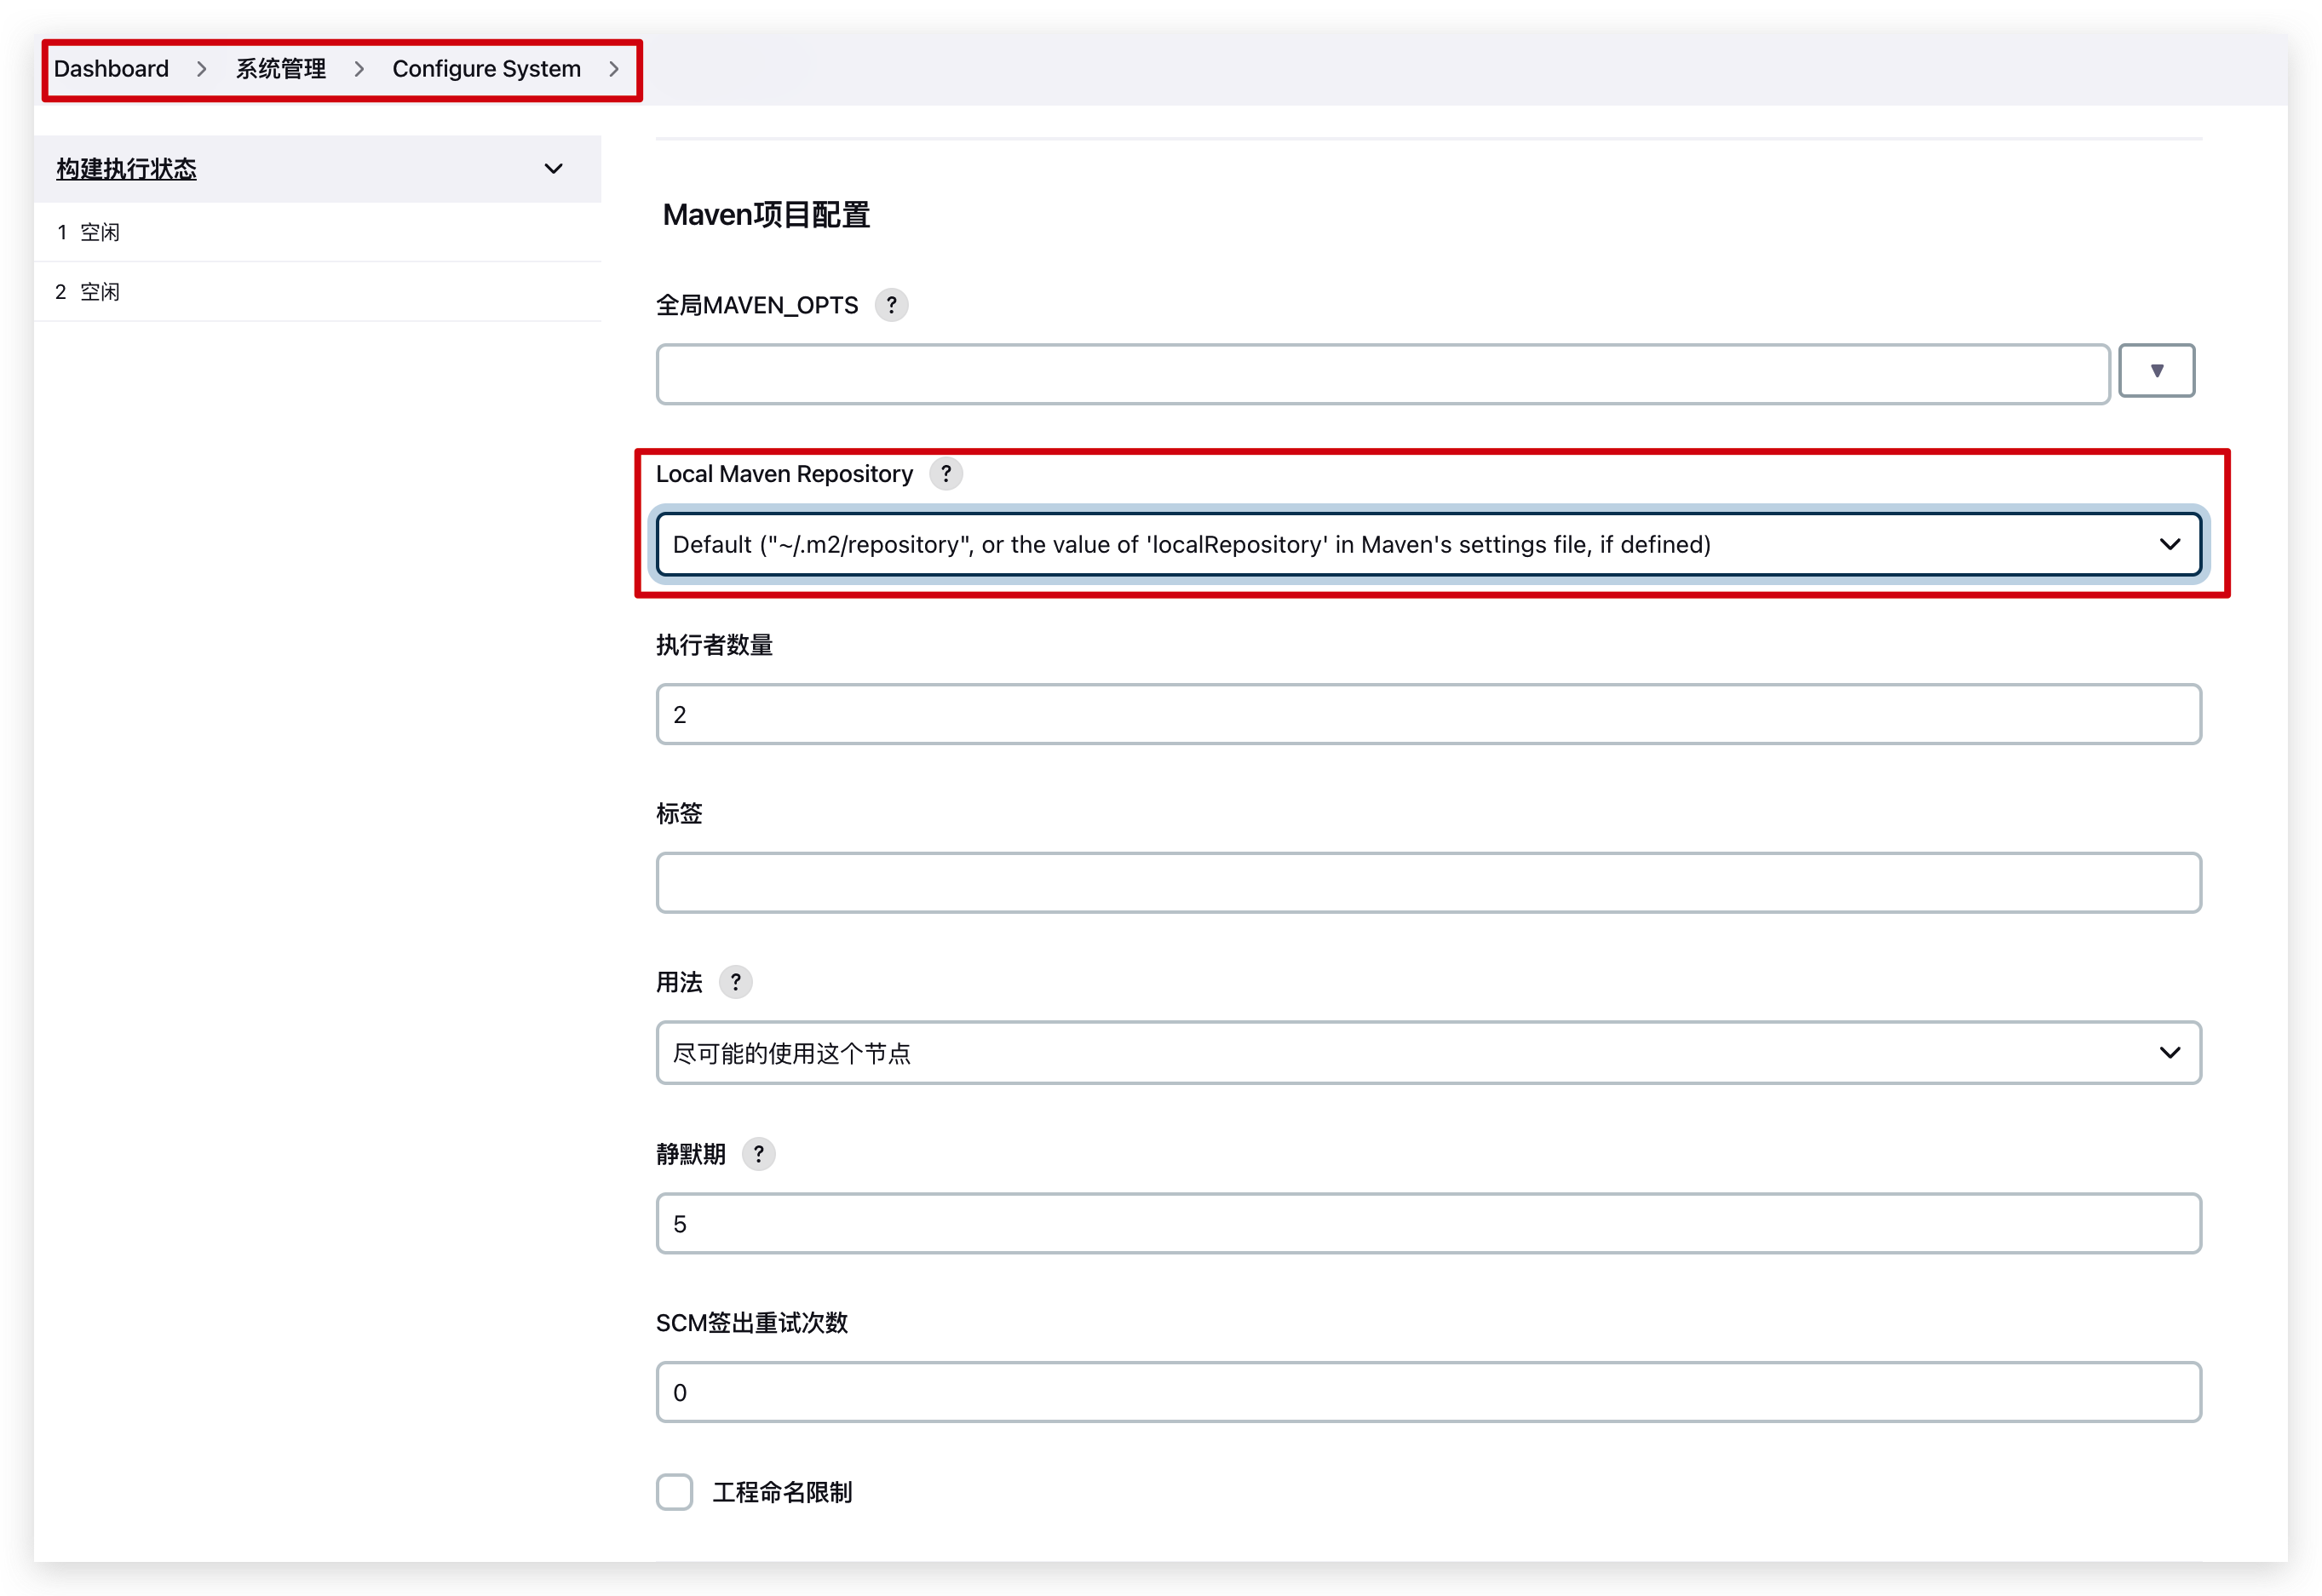 Dashboard > 系统管理 > Configure System >
构建执行状态
1 空闲
2 空闲
Maven项目配置
全局MAVEN_OPTS ?
Local Maven Repository ?
Default ("~/.m2/repository", or the value of 'localRepository' in Maven's settings file, if defined)
执行者数量
2
标签
用法 ?
尽可能的使用这个节点
静默期 ?
5
SCM签出重试次数
0
工程命名限制